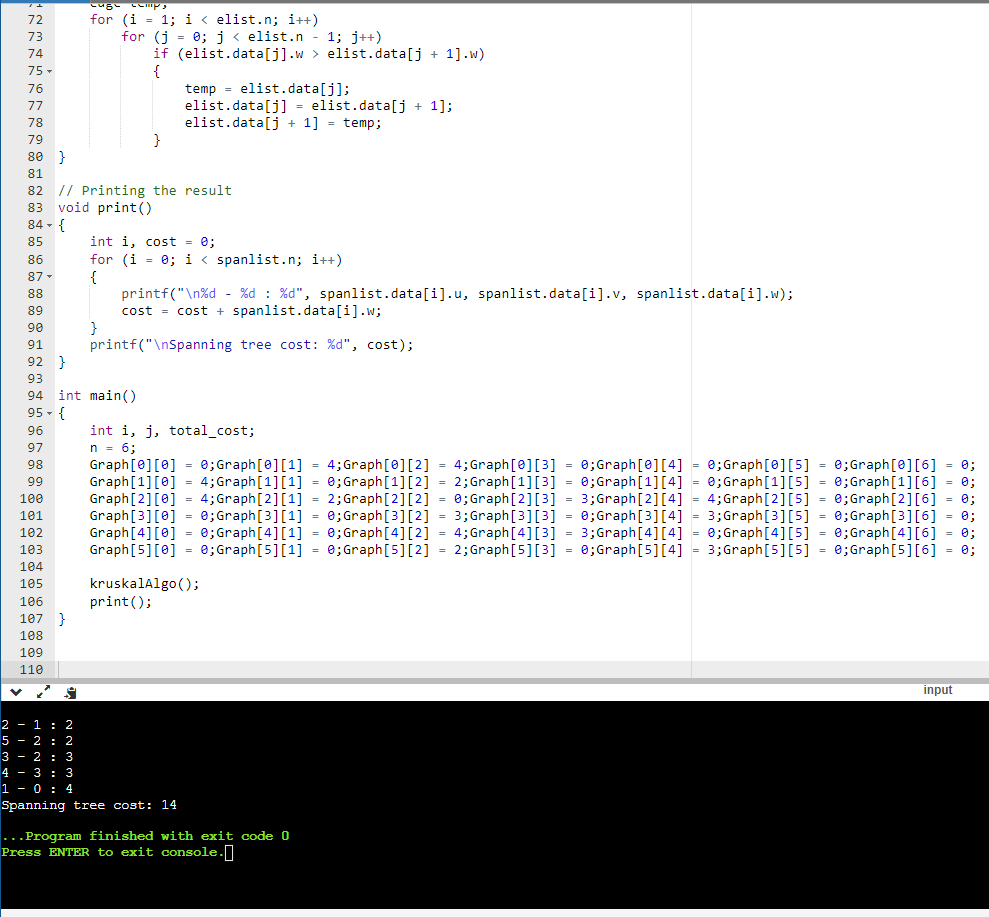 72 for (i = 1; i < elist.n; i++)
73 for (j = 0; j < elist.n - 1; j++)
74 if (elist.data[j].w > elist.data[j + 1].w)
75 {
76 temp = elist.data[j];
77 elist.data[j] = elist.data[j + 1];
78 elist.data[j + 1] = temp;
79 }
80 }
81
82 // Printing the result
83 void print()
84 {
85 int i, cost = 0;
86 for (i = 0; i < spanlist.n; i++)
87 {
88 printf("\n%d - %d : %d", spanlist.data[i].u, spanlist.data[i].v, spanlist.data[i].w);
89 cost = cost + spanlist.data[i].w;
90 }
91 printf("\nSpanning tree cost: %d", cost);
92 }
93
94 int main()
95 {
96 int i, j, total_cost;
97 n = 6;
98 Graph[0][0] = 0;Graph[0][1] = 4;Graph[0][2] = 4;Graph[0][3] = 0;Graph[0][4] = 0;Graph[0][5] = 0;Graph[0][6] = 0;
99 Graph[1][0] = 4;Graph[1][1] = 0;Graph[1][2] = 2;Graph[1][3] = 0;Graph[1][4] = 0;Graph[1][5] = 0;Graph[1][6] = 0;
100 Graph[2][0] = 4;Graph[2][1] = 2;Graph[2][2] = 0;Graph[2][3] = 3;Graph[2][4] = 4;Graph[2][5] = 0;Graph[2][6] = 0;
101 Graph[3][0] = 0;Graph[3][1] = 0;Graph[3][2] = 3;Graph[3][3] = 0;Graph[3][4] = 3;Graph[3][5] = 0;Graph[3][6] = 0;
102 Graph[4][0] = 0;Graph[4][1] = 0;Graph[4][2] = 4;Graph[4][3] = 3;Graph[4][4] = 0;Graph[4][5] = 0;Graph[4][6] = 0;
103 Graph[5][0] = 0;Graph[5][1] = 0;Graph[5][2] = 2;Graph[5][3] = 0;Graph[5][4] = 3;Graph[5][5] = 0;Graph[5][6] = 0;
104
105 kruskalAlgo();
106 print();
107 }
108
109
110
input
2 - 1 : 2
5 - 2 : 2
3 - 2 : 3
4 - 3 : 3
1 - 0 : 4
Spanning tree cost: 14
...Program finished with exit code 0
Press ENTER to exit console.